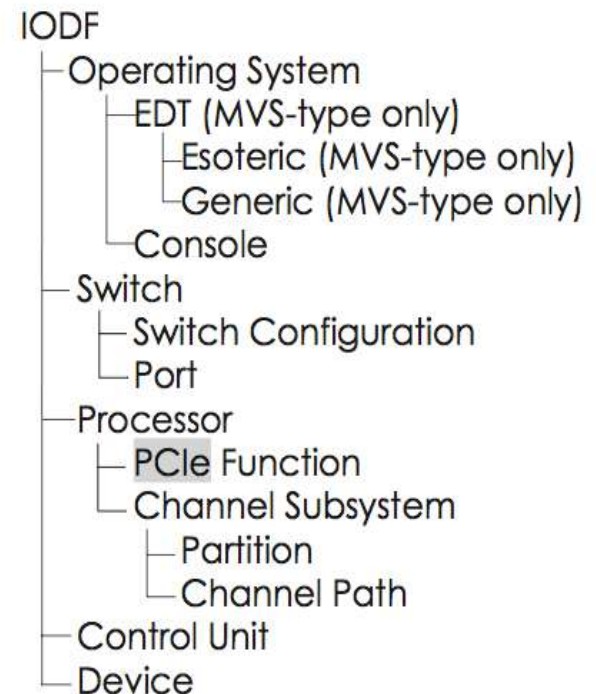 IODF
Operating System
EDT (MVS-type only)
Esoteric (MVS-type only)
Generic (MVS-type only)
Console
Switch
Switch Configuration
Port
Processor
PCIe Function
Channel Subsystem
Partition
Channel Path
Control Unit
Device